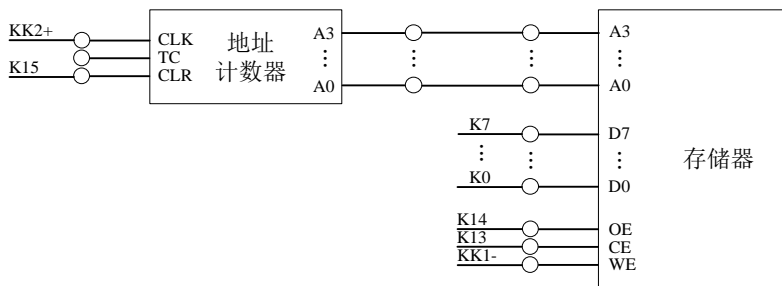 KK2+
K15
CLK
TC
CLR
地址
计数器
A3
⋮
A0
⋮
⋮
K7
⋮
K0
⋮
K14
K13
KK1-
A3
⋮
A0
D7
⋮
D0
OE
CE
WE
存储器